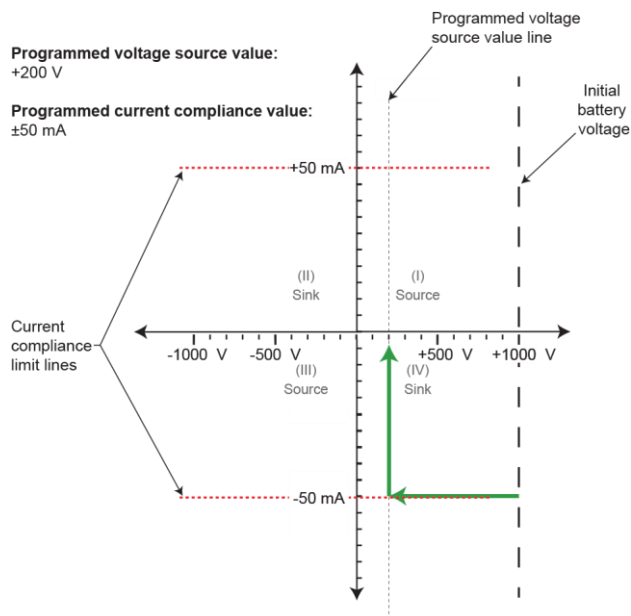 Programmed voltage source value:
+200 V
Programmed current compliance value:
±50 mA
Programmed voltage
source value line
Initial
battery
voltage
+50 mA
(II)
Sink
(I)
Source
Current
compliance
limit lines
-1000 V
-500 V
+500 V
+1000 V
(III)
Source
(IV)
Sink
-50 mA